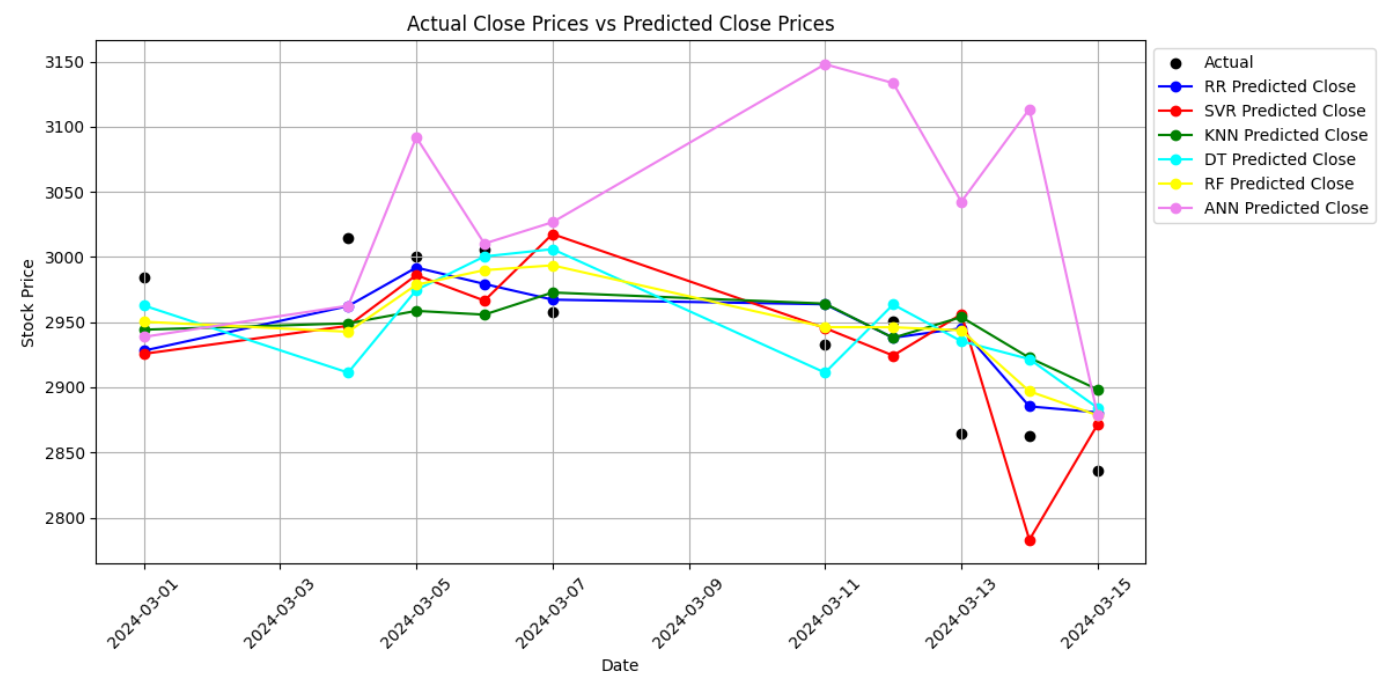 Actual Close Prices vs Predicted Close Prices
3150
3100
3050
3000
2950
2900
2850
2800
Stock Price
2024-03-01
2024-03-03
2024-03-05
2024-03-07
2024-03-09
2024-03-11
2024-03-13
2024-03-15
Date
Actual
RR Predicted Close
SVR Predicted Close
KNN Predicted Close
DT Predicted Close
RF Predicted Close
ANN Predicted Close